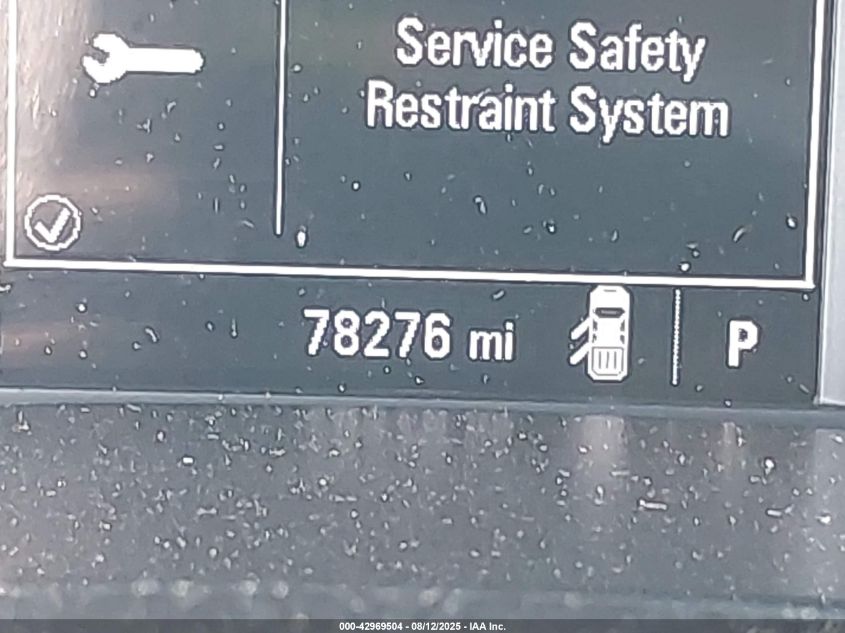 Service Safety
Restraint System
78276 mi
P
000-42969504 - 08/12/2025 - IAA Inc.